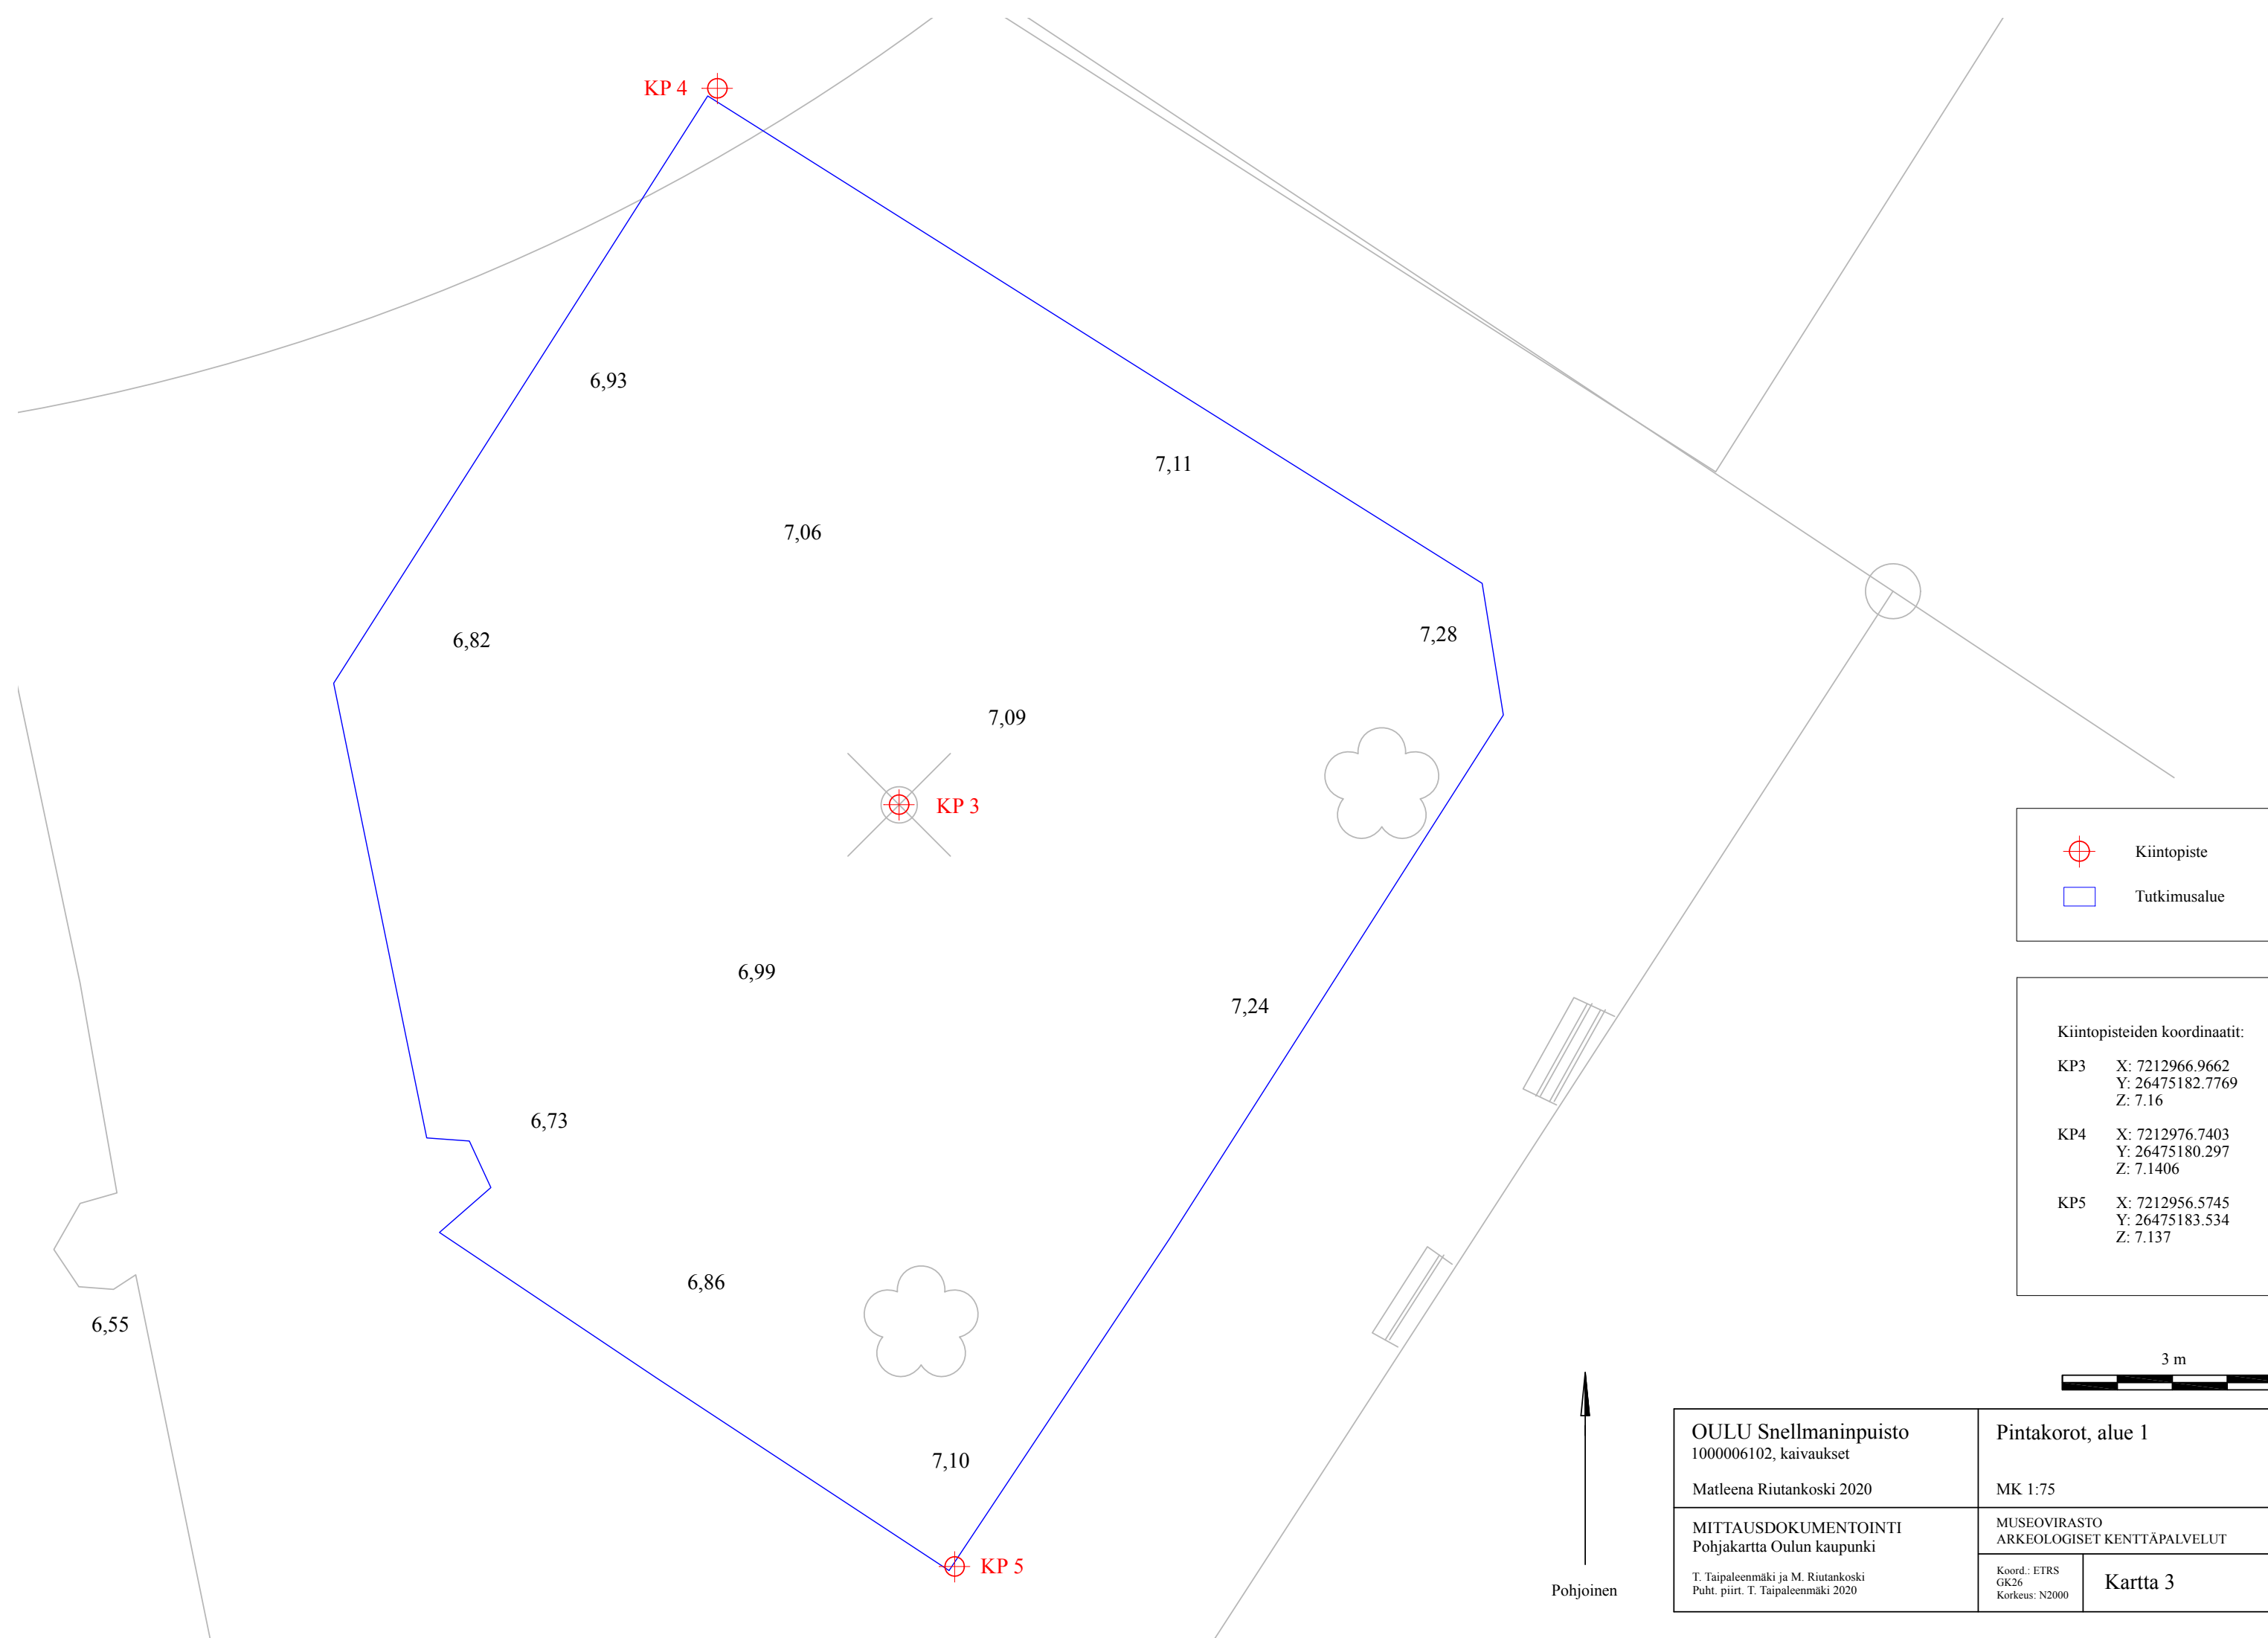 KP 4
6,93
7,11
7,06
7,28
6,82
7,09
KP 3
6,99
7,24
6,73
6,86
6,55
7,10
KP 5
Kiintopiste
Tutkimusalue
Kiintopisteiden koordinaatit:
KP3 X: 7212966.9662
Y: 26475182.7769
Z: 7.16
KP4 X: 7212976.7403
Y: 26475180.297
Z: 7.1406
KP5 X: 7212956.5745
Y: 26475183.534
Z: 7.137
3 m
Pohjoinen
OULU Snellmaninpuisto
1000006102, kaivaukset
Matleena Riutankoski 2020
Pintakorot, alue 1
MK 1:75
MITTAUSDOKUMENTOINTI
Pohjakartta Oulun kaupunki
T. Taipaleenmäki ja M. Riutankoski
Puht. piirt. T. Taipaleenmäki 2020
MUSEOVIRASTO
ARKEOLOGISET KENTTÄPALVELUT
Koord.: ETRS
GK26
Korkeus: N2000
Kartta 3